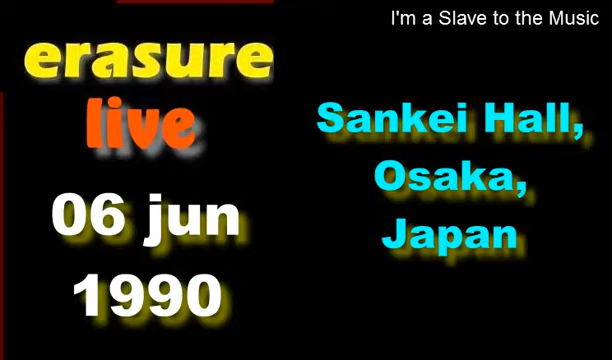 I'm a Slave to the Music
erasure
live
06 jun
1990
Sankei Hall,
Osaka,
Japan